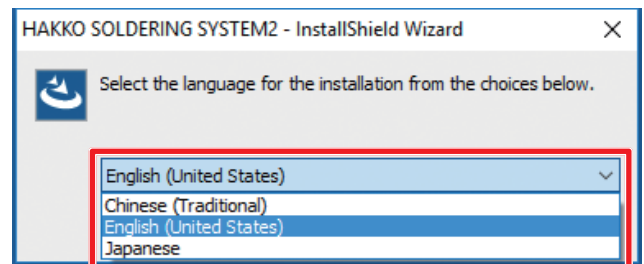 HAKKO SOLDERING SYSTEM2 - InstallShield Wizard
Select the language for the installation from the choices below.
English (United States)
Chinese (Traditional)
English (United States)
Japanese